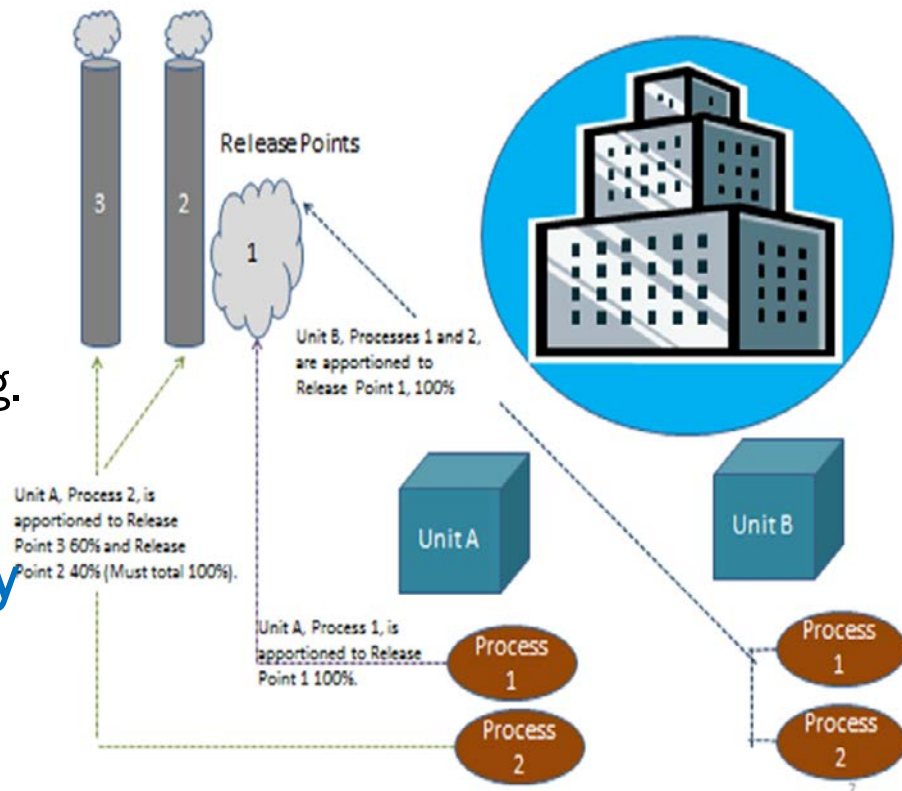 Release Points
3
2
1
Unit B, Processes 1 and 2,
are apportioned to
Release Point 1, 100%
g.
Unit A, Process 2, is
apportioned to Release
Point 3 60% and Release
Point 2 40% (Must total 100%).
y
Unit A
Unit B
Unit A, Process 1, is
apportioned to Release
Point 1 100%.
Process
1
Process
2
Process
1
Process
2
7